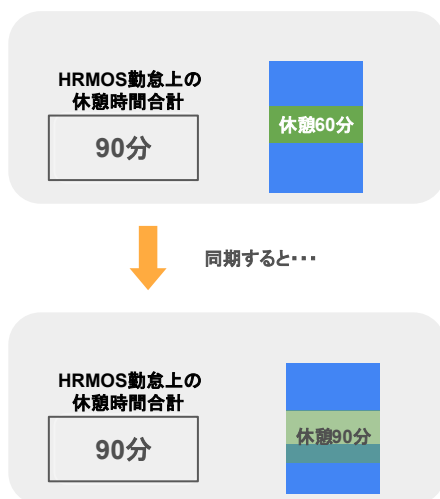 HRMOS勤怠上の
休憩時間合計
90分
休憩60分
同期すると・・・
HRMOS勤怠上の
休憩時間合計
90分
休憩90分